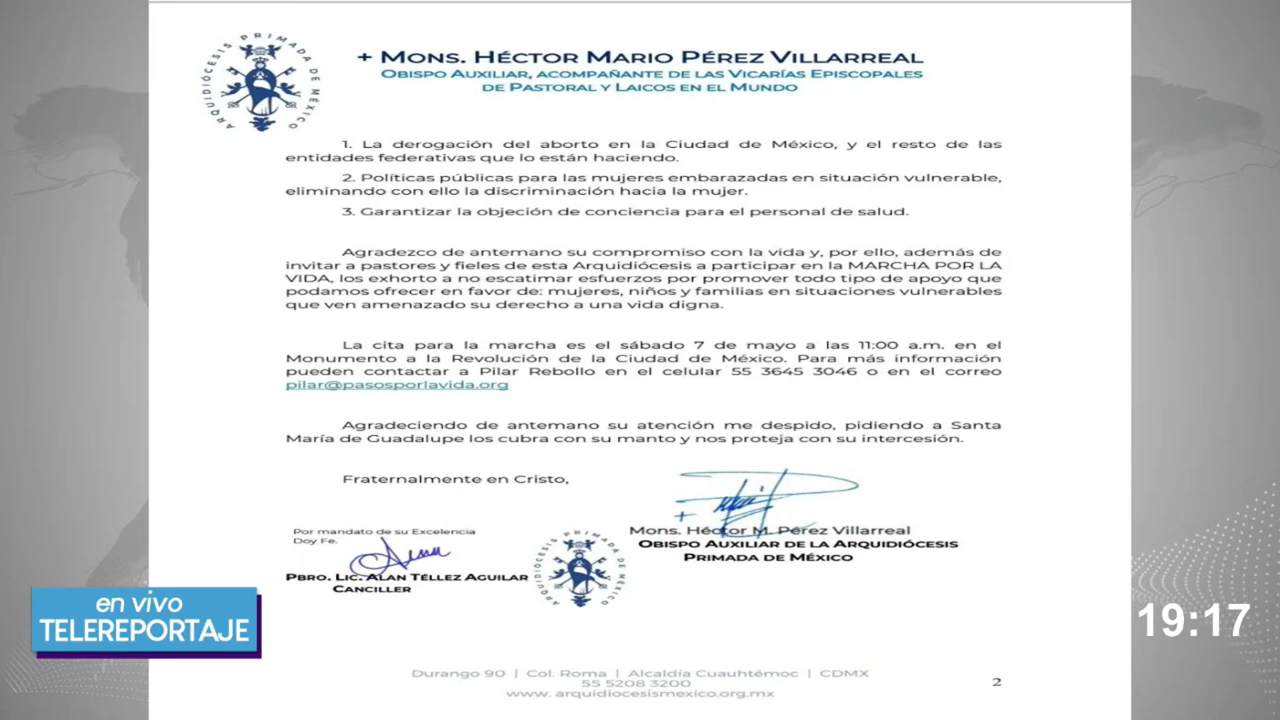 ARQUIDIÓCESIS PRIMADA DE MÉXICO
+ MONS. HÉCTOR MARIO PÉREZ VILLARREAL
OBISPO AUXILIAR, ACOMPAÑANTE DE LAS VICARÍAS EPISCOPALES
DE PASTORAL Y LAICOS EN EL MUNDO
1. La derogación del aborto en la Ciudad de México, y el resto de las
entidades federativas que lo están haciendo.
2. Políticas públicas para las mujeres embarazadas en situación vulnerable,
eliminando con ello la discriminación hacia la mujer.
3. Garantizar la objeción de conciencia para el personal de salud.
Agradezco de antemano su compromiso con la vida y, por ello, además de
invitar a pastores y fieles de esta Arquidiócesis a participar en la MARCHA POR LA
VIDA, los exhorto a no escatimar esfuerzos por promover todo tipo de apoyo que
podamos ofrecer en favor de: mujeres, niños y familias en situaciones vulnerables
que ven amenazado su derecho a una vida digna.
La cita para la marcha es el sábado 7 de mayo a las 11:00 a.m. en el
Monumento a la Revolución de la Ciudad de México. Para más información
pueden contactar a Pilar Rebollo en el celular 55 3645 3046 o en el correo
pilar@pasosporlavida.org
Agradeciendo de antemano su atención me despido, pidiendo a Santa
María de Guadalupe los cubra con su manto y nos proteja con su intercesión.
Fraternalmente en Cristo,
Por mandato de su Excelencia
Doy Fe.
PBRO. LIC. ALAN TÉLLEZ AGUILAR
CANCILLER
ARQUIDIÓCESIS PRIMADA DE MÉXICO
Mons. Héctor M. Pérez Villarreal
OBISPO AUXILIAR DE LA ARQUIDIÓCESIS
PRIMADA DE MÉXICO
en vivo
TELEREPORTAJE
19:17
Durango 90 | Col. Roma | Alcaldía Cuauhtémoc | CDMX
55 5208 3200
www. arquidiocesismexico.org.mx
2